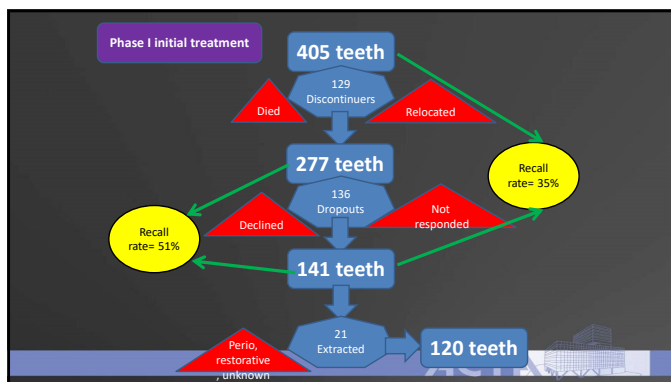 Phase I initial treatment
405 teeth
129
Discontinuers
Died
Relocated
277 teeth
Recall
rate= 35%
136
Dropouts
Declined
Not
responded
Recall
rate= 51%
141 teeth
21
Extracted
Perio,
restorative
, unknown
120 teeth